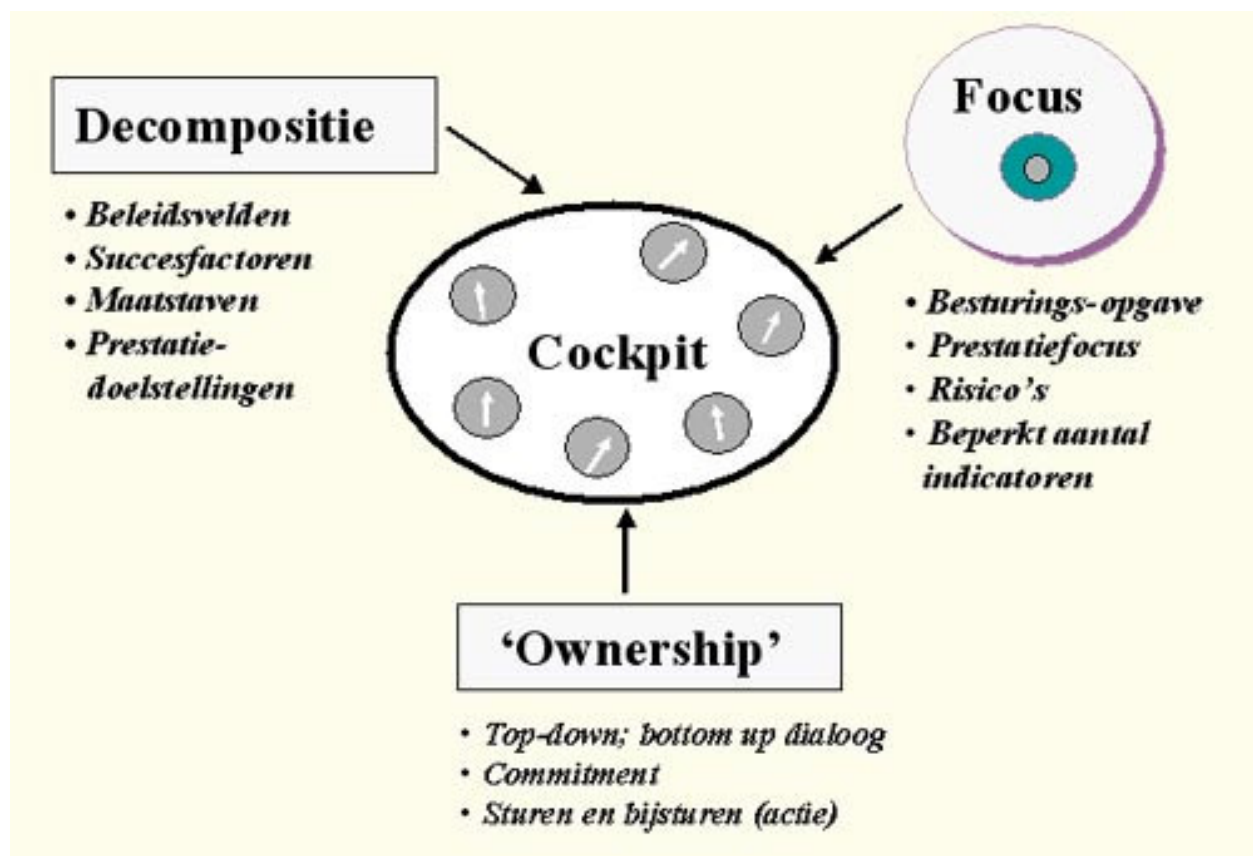 Decompositie
• Beleidsvelden
• Succesfactoren
• Maatstaven
• Prestatie-
doelstellingen
Focus
• Besturings-opgave
• Prestatiefocus
• Risico's
• Beperkt aantal
indicatoren
Cockpit
‘Ownership’
• Top-down; bottom up dialoog
• Commitment
• Sturen en bijsturen (actie)